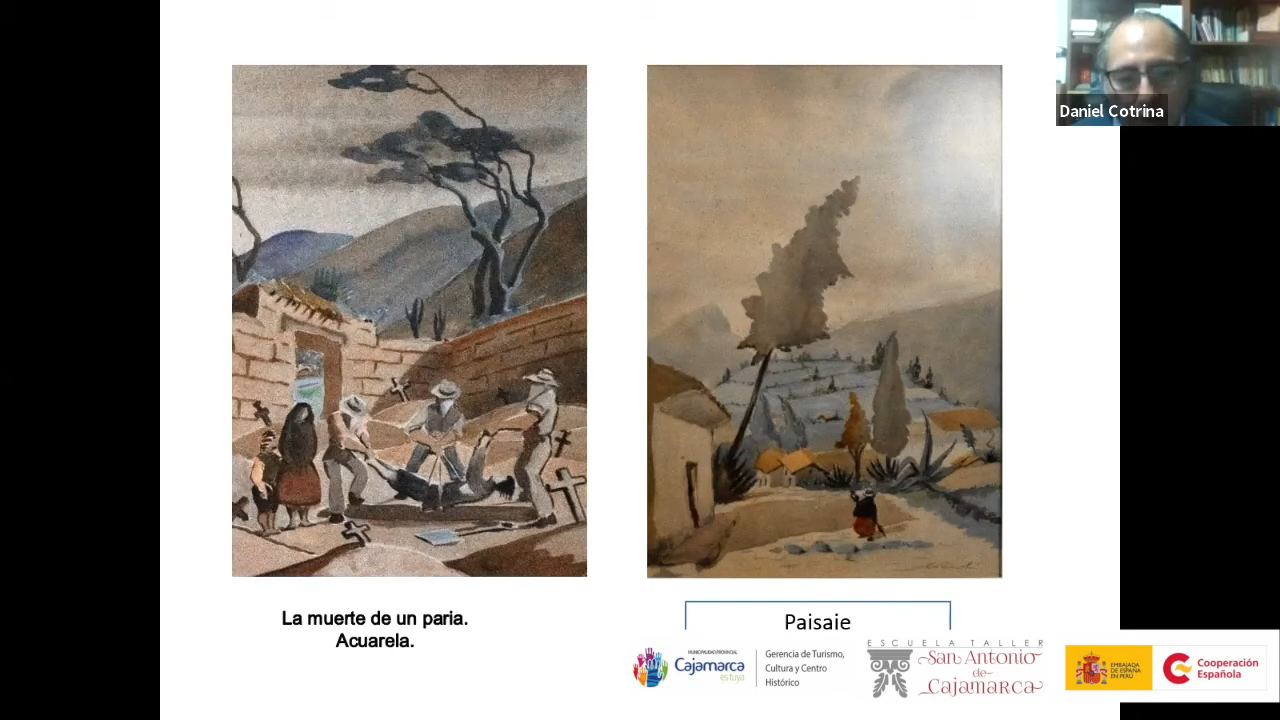 Daniel Cotrina
La muerte de un paria.
Acuarela.
Paisaje
MUNICIPALIDAD PROVINCIAL
Cajamarca
es tuya
Gerencia de Turismo,
Cultura y Centro
Histórico
ESCUELA TALLER
San Antonio
de
Cajamarca
EMBAJADA
DE ESPAÑA
EN PERÚ
Cooperación
Española